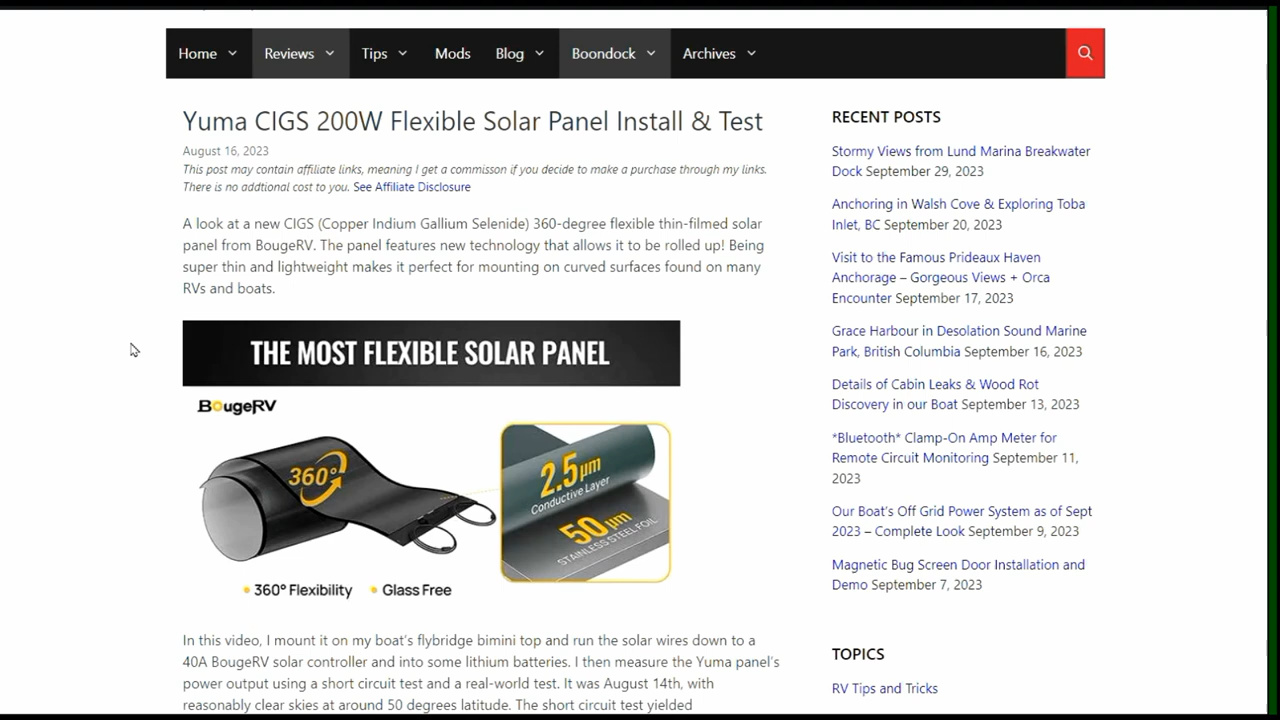 Home
Reviews
Tips
Mods
Blog
Boondock
Archives
Yuma CIGS 200W Flexible Solar Panel Install & Test
August 16, 2023
This post may contain affiliate links, meaning I get a commisson if you decide to make a purchase through my links.
There is no addtional cost to you. See Affiliate Disclosure
A look at a new CIGS (Copper Indium Gallium Selenide) 360-degree flexible thin-filmed solar
panel from BougeRV. The panel features new technology that allows it to be rolled up! Being
super thin and lightweight makes it perfect for mounting on curved surfaces found on many
RVs and boats.
THE MOST FLEXIBLE SOLAR PANEL
BougeRV
360°
2.5μm
Conductive Layer
50μm
STAINLESS STEEL FOIL
360° Flexibility
Glass Free
In this video, I mount it on my boat's flybridge bimini top and run the solar wires down to a
40A BougeRV solar controller and into some lithium batteries. I then measure the Yuma panel's
power output using a short circuit test and a real-world test. It was August 14th, with
reasonably clear skies at around 50 degrees latitude. The short circuit test yielded
RECENT POSTS
Stormy Views from Lund Marina Breakwater
Dock September 29, 2023
Anchoring in Walsh Cove & Exploring Toba
Inlet, BC September 20, 2023
Visit to the Famous Prideaux Haven
Anchorage – Gorgeous Views + Orca
Encounter September 17, 2023
Grace Harbour in Desolation Sound Marine
Park, British Columbia September 16, 2023
Details of Cabin Leaks & Wood Rot
Discovery in our Boat September 13, 2023
*Bluetooth* Clamp-On Amp Meter for
Remote Circuit Monitoring September 11,
2023
Our Boat's Off Grid Power System as of Sept
2023 – Complete Look September 9, 2023
Magnetic Bug Screen Door Installation and
Demo September 7, 2023
TOPICS
RV Tips and Tricks